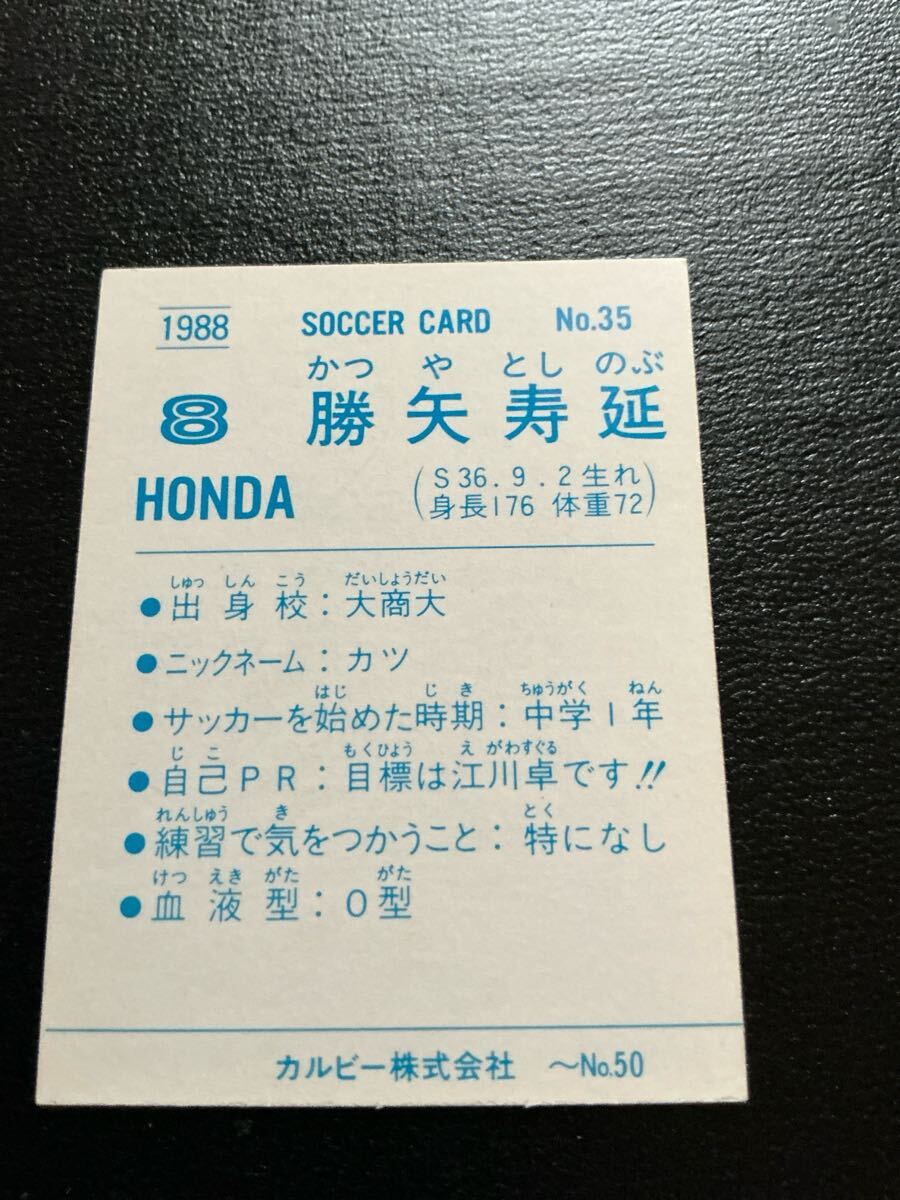 1988 SOCCER CARD No.35
かつ や とし のぶ
8 勝矢寿延
HONDA
(S36.9.2生れ
身長176 体重72)
しゅっ しん こう だいしょうだい
●出身校：大商大
●ニックネーム：カツ
はじ じき ちゅうがく ねん
●サッカーを始めた時期：中学1年
じこ もくひょう えがわすぐる
●自己PR：目標は江川卓です!!
れんしゅう き とく
●練習で気をつかうこと：特になし
けつ えき がた がた
●血液型：O型
カルビー株式会社 〜No.50